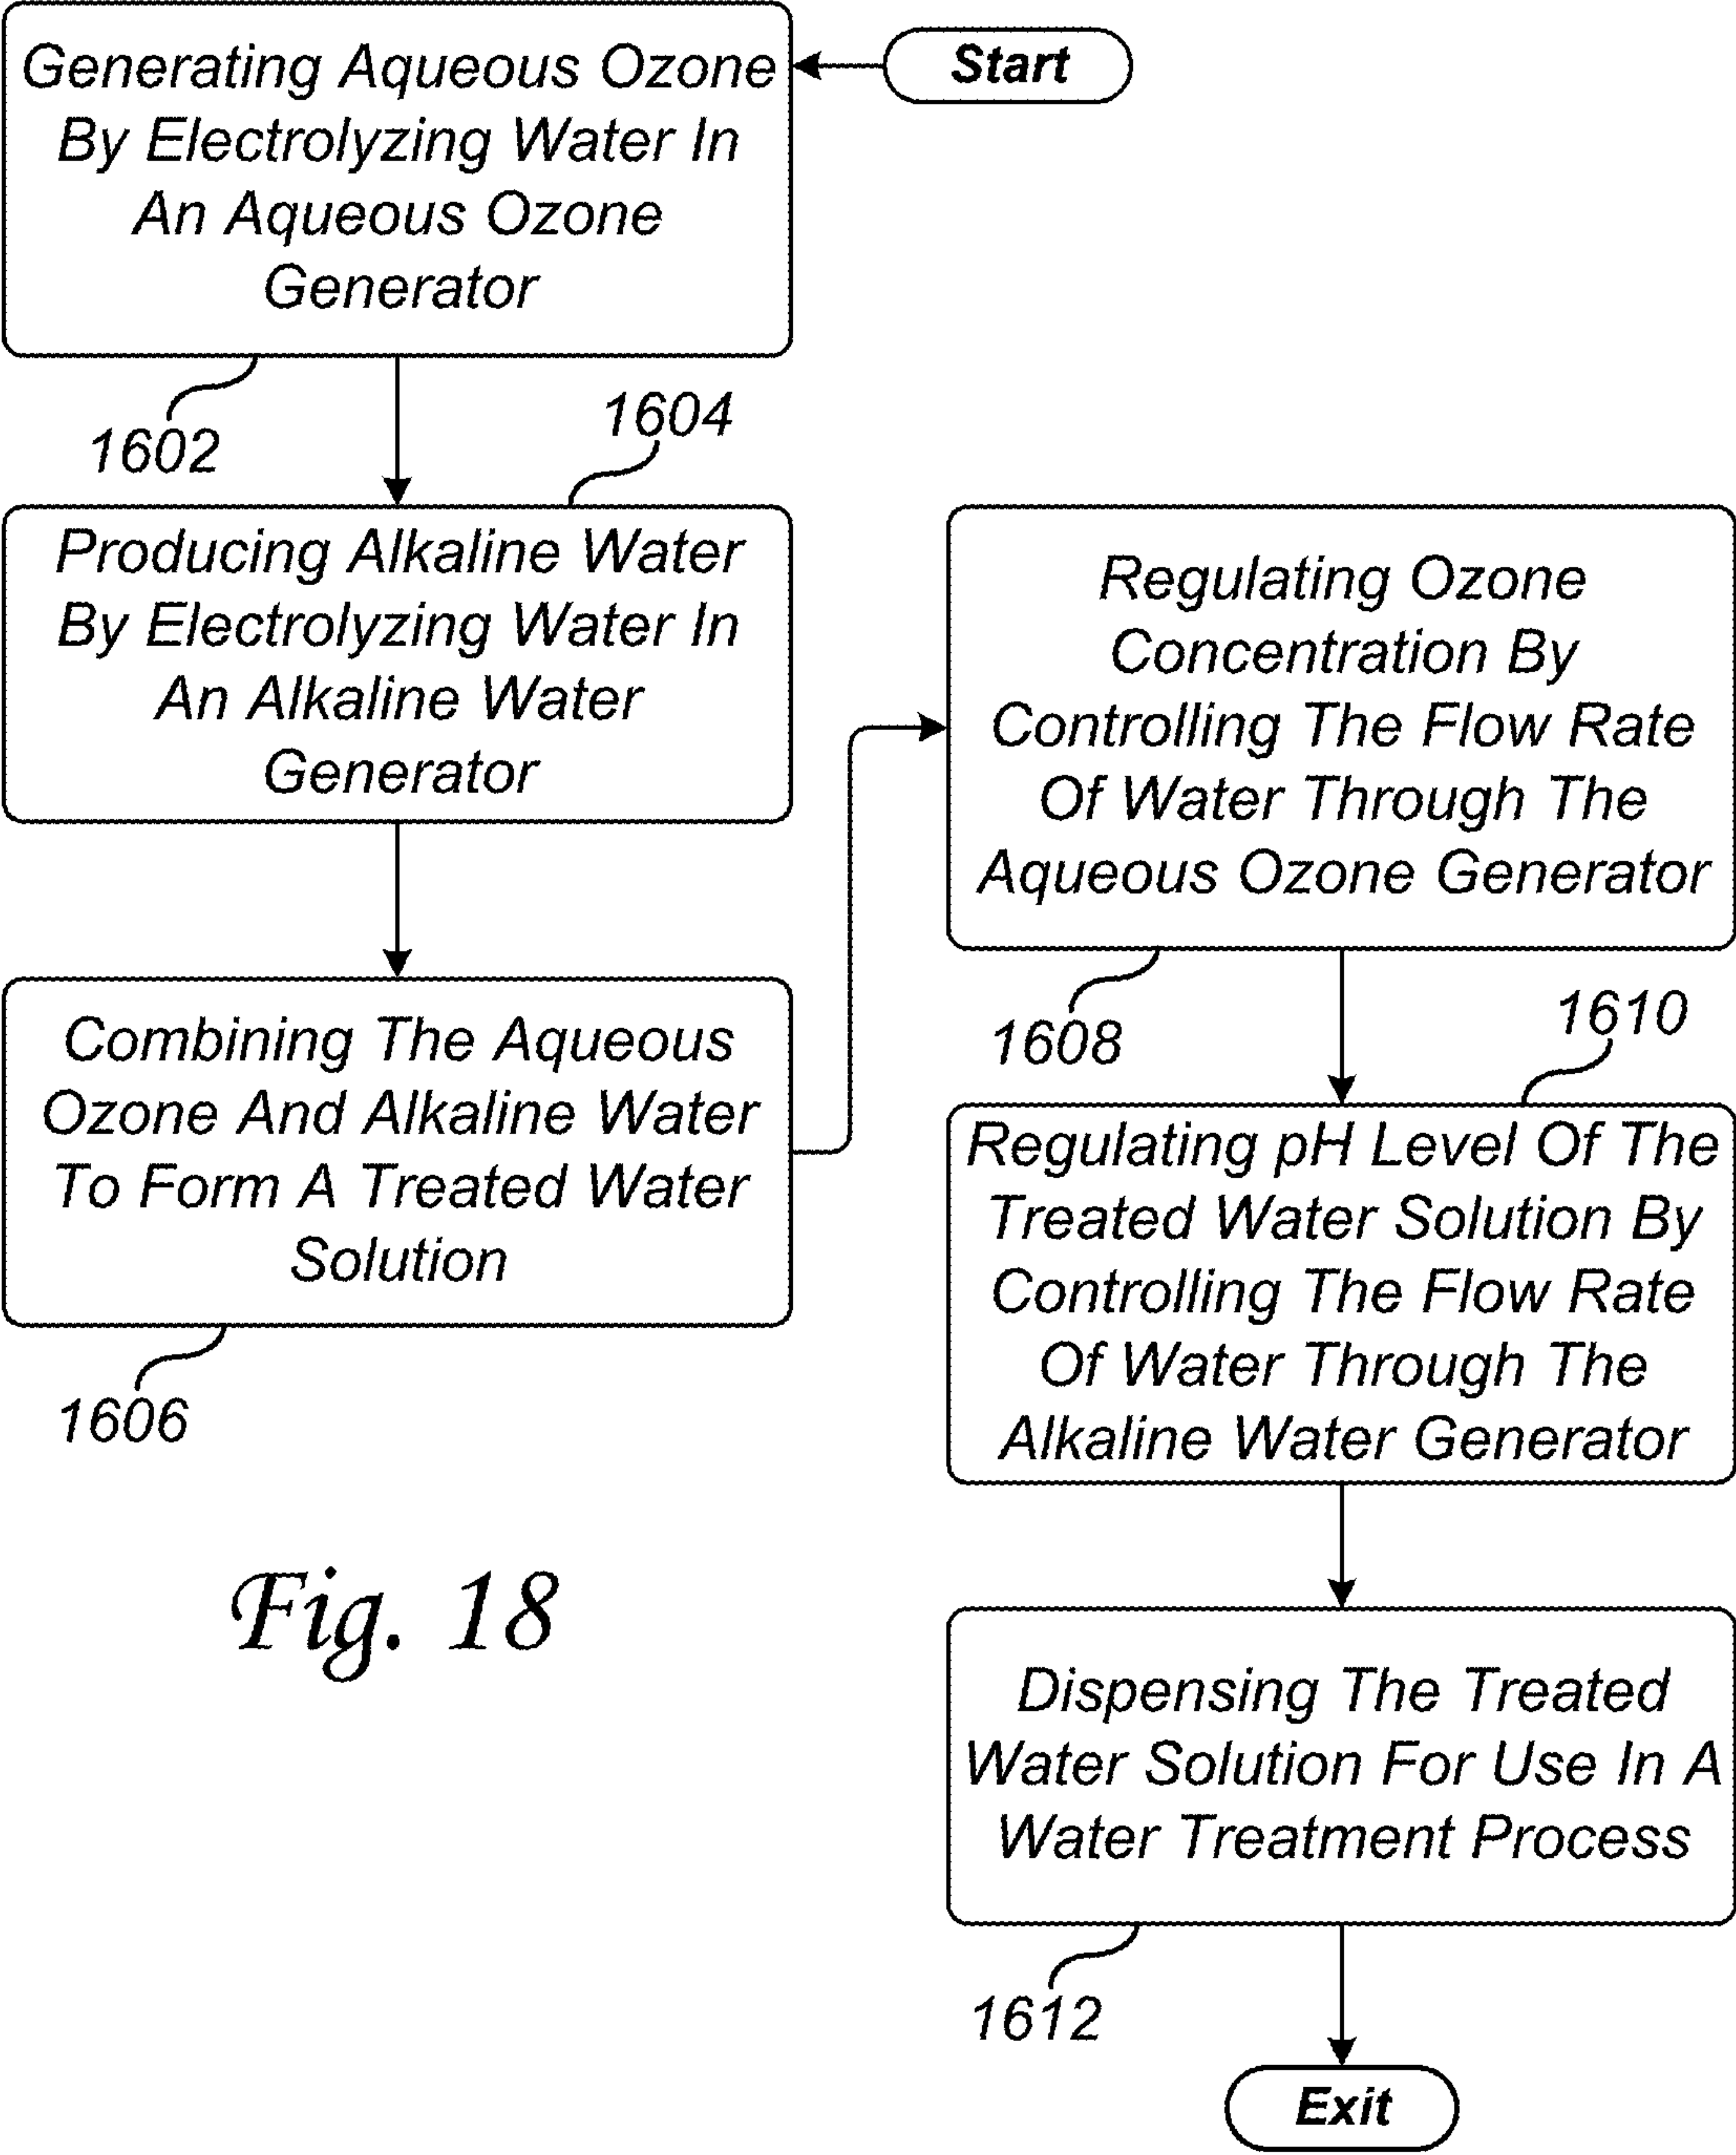 Start
Generating Aqueous Ozone
By Electrolyzing Water In
An Aqueous Ozone
Generator
1602
1604
Producing Alkaline Water
By Electrolyzing Water In
An Alkaline Water
Generator
Combining The Aqueous
Ozone And Alkaline Water
To Form A Treated Water
Solution
1606
Regulating Ozone
Concentration By
Controlling The Flow Rate
Of Water Through The
Aqueous Ozone Generator
1608
1610
Regulating pH Level Of The
Treated Water Solution By
Controlling The Flow Rate
Of Water Through The
Alkaline Water Generator
Dispensing The Treated
Water Solution For Use In A
Water Treatment Process
1612
Exit
Fig. 18